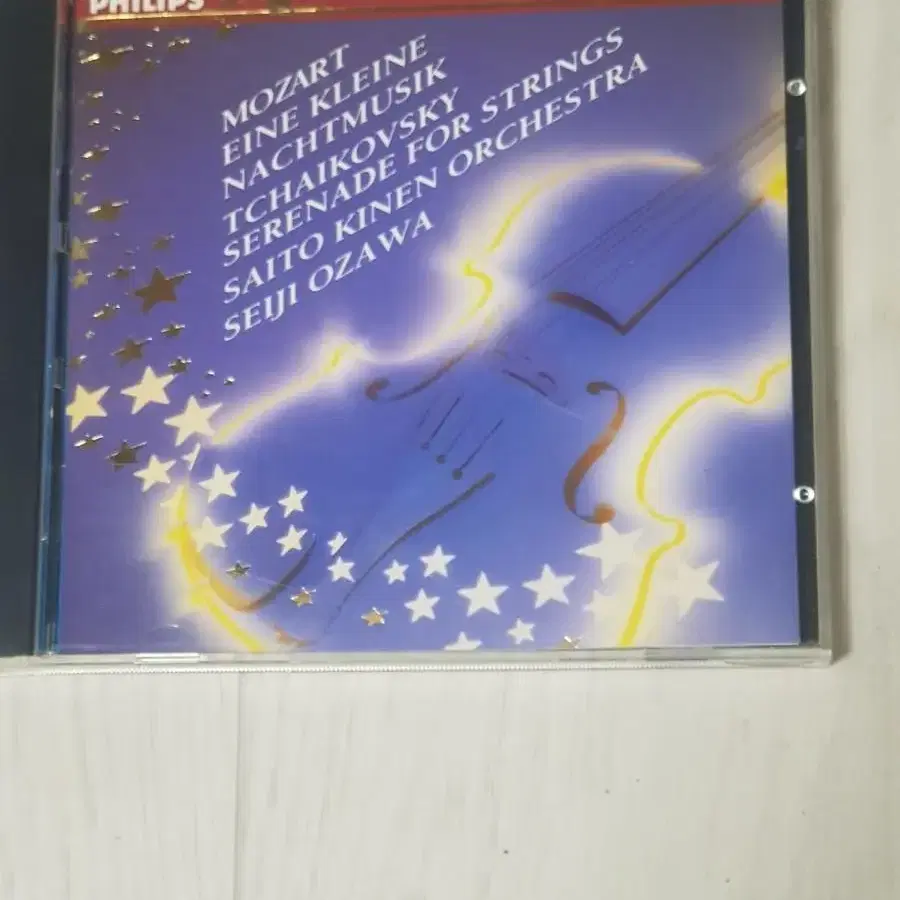 PHILIPS
MOZART
EINE KLEINE
NACHTMUSIK
TCHAIKOVSKY
SERENADE FOR STRINGS
SAITO KINEN ORCHESTRA
SEIJI OZAWA